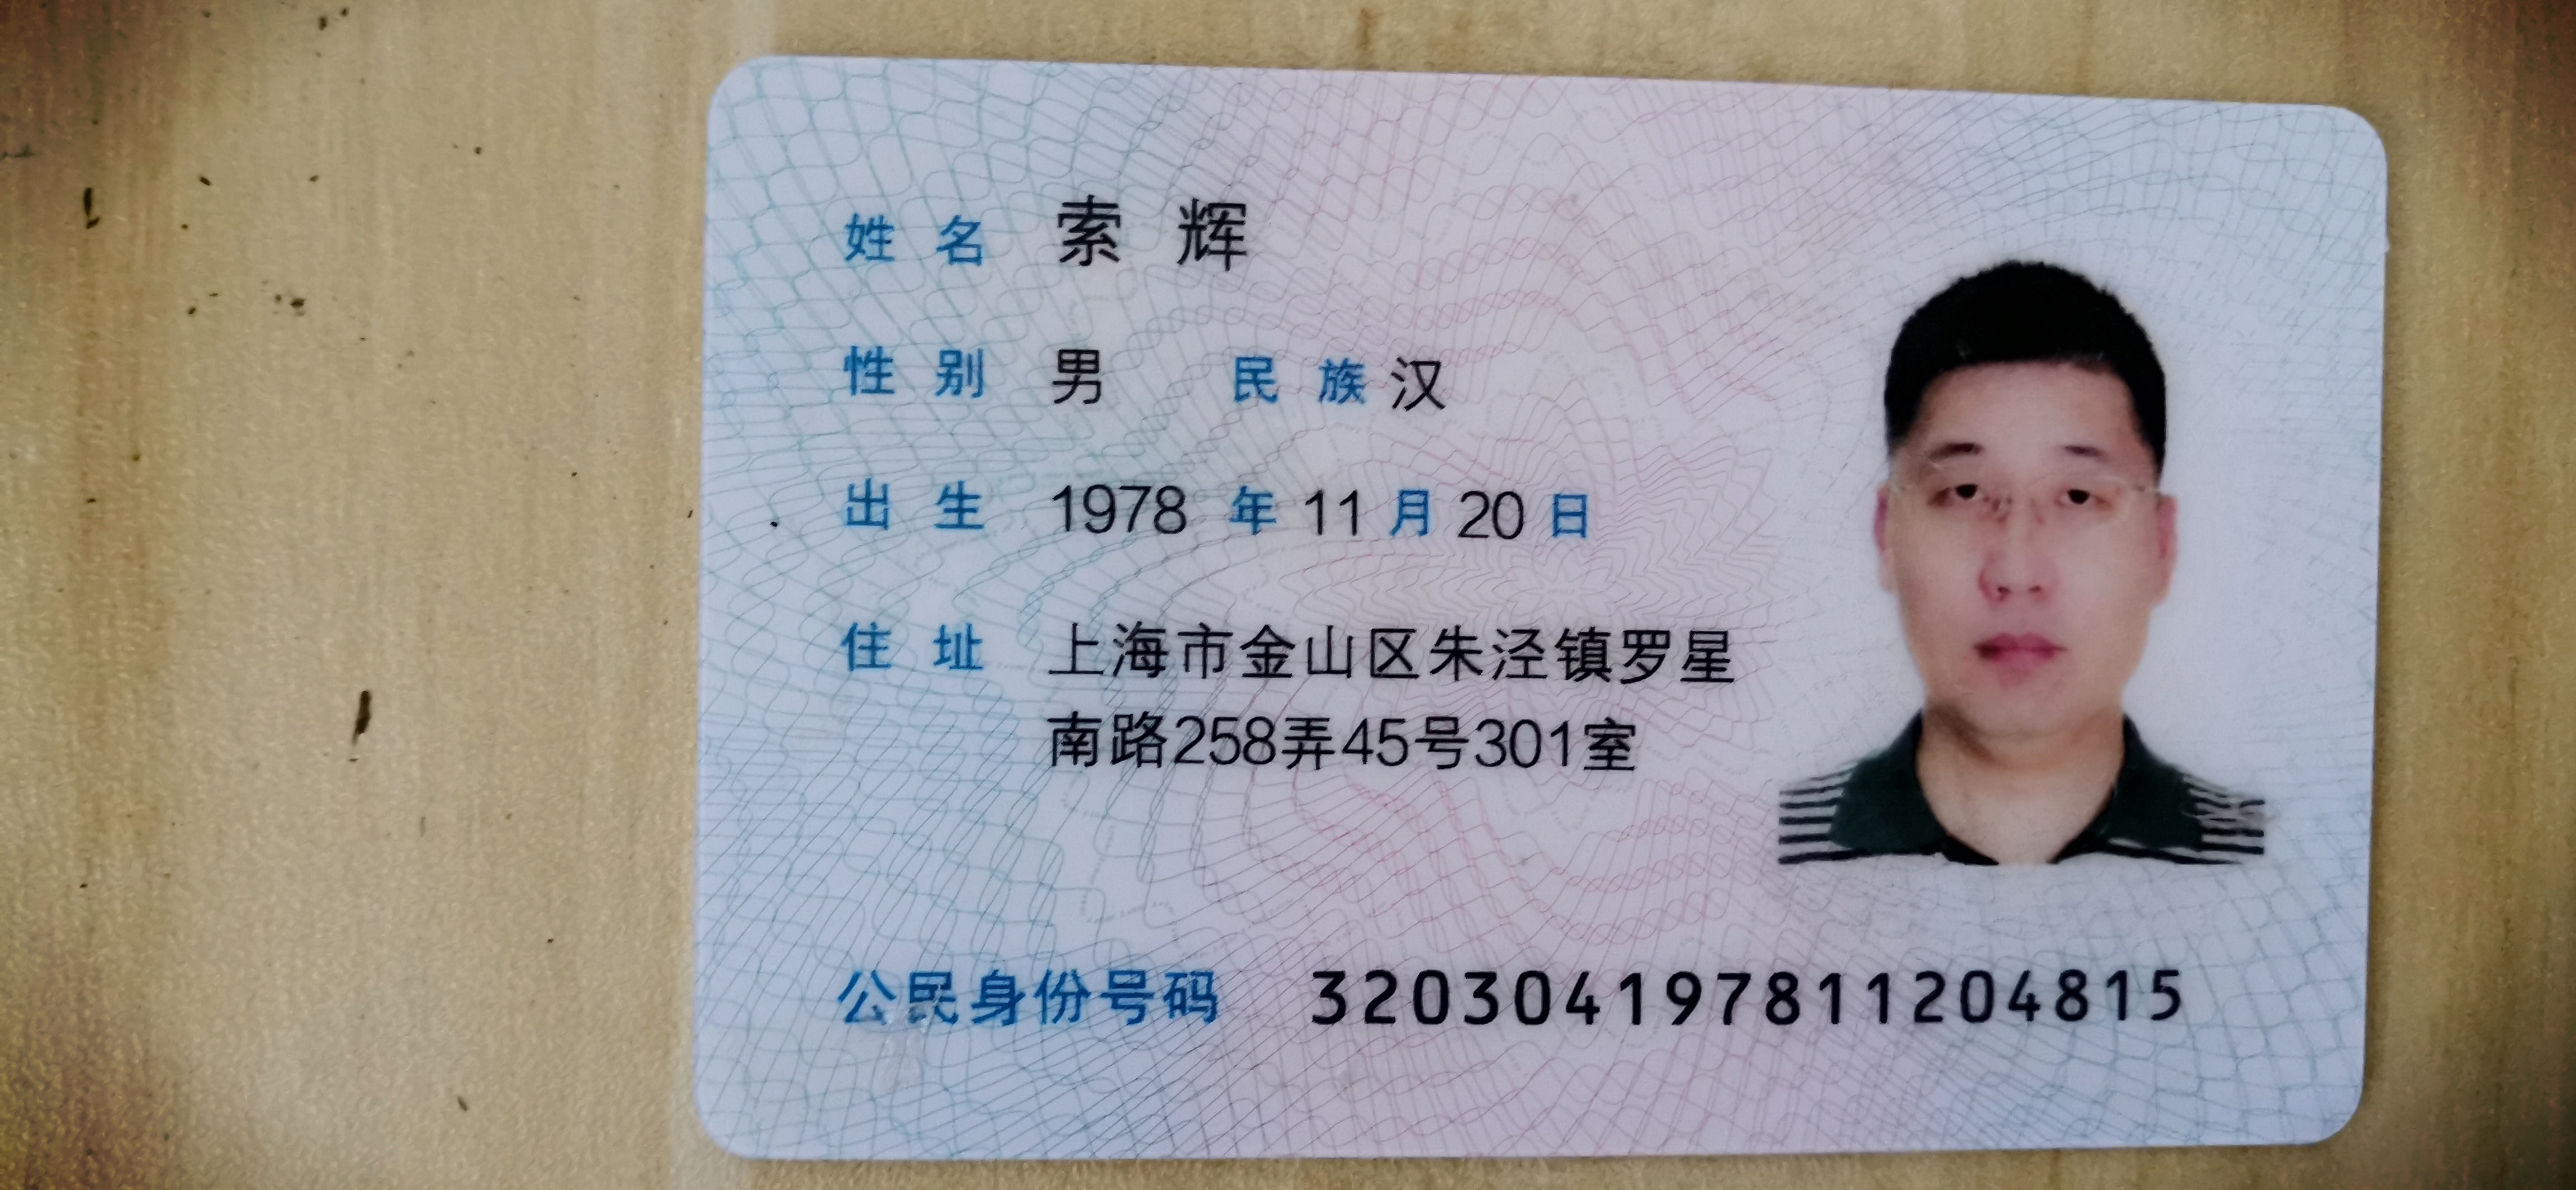 姓名 索辉
性别 男 民族 汉
出生 1978 年 11 月 20 日
住址 上海市金山区朱泾镇罗星
南路258弄45号301室
公民身份号码 320304197811204815